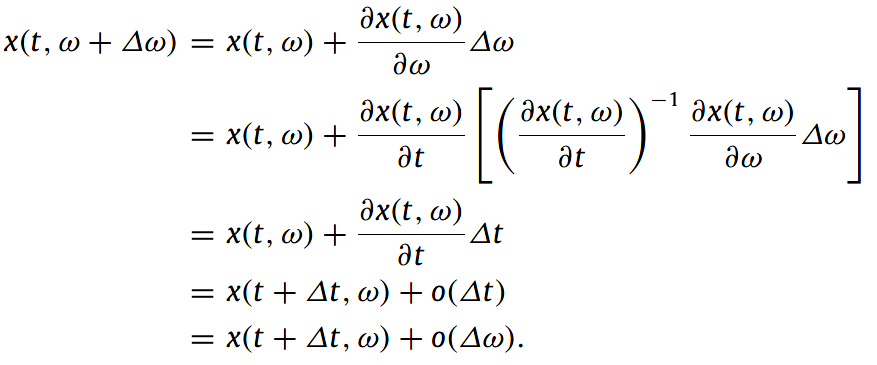 x(t, ω + Δω) = x(t, ω) + ∂x(t, ω)/∂ω Δω
= x(t, ω) + ∂x(t, ω)/∂t [(∂x(t, ω)/∂t)⁻¹ ∂x(t, ω)/∂ω Δω]
= x(t, ω) + ∂x(t, ω)/∂t Δt
= x(t + Δt, ω) + o(Δt)
= x(t + Δt, ω) + o(Δω).